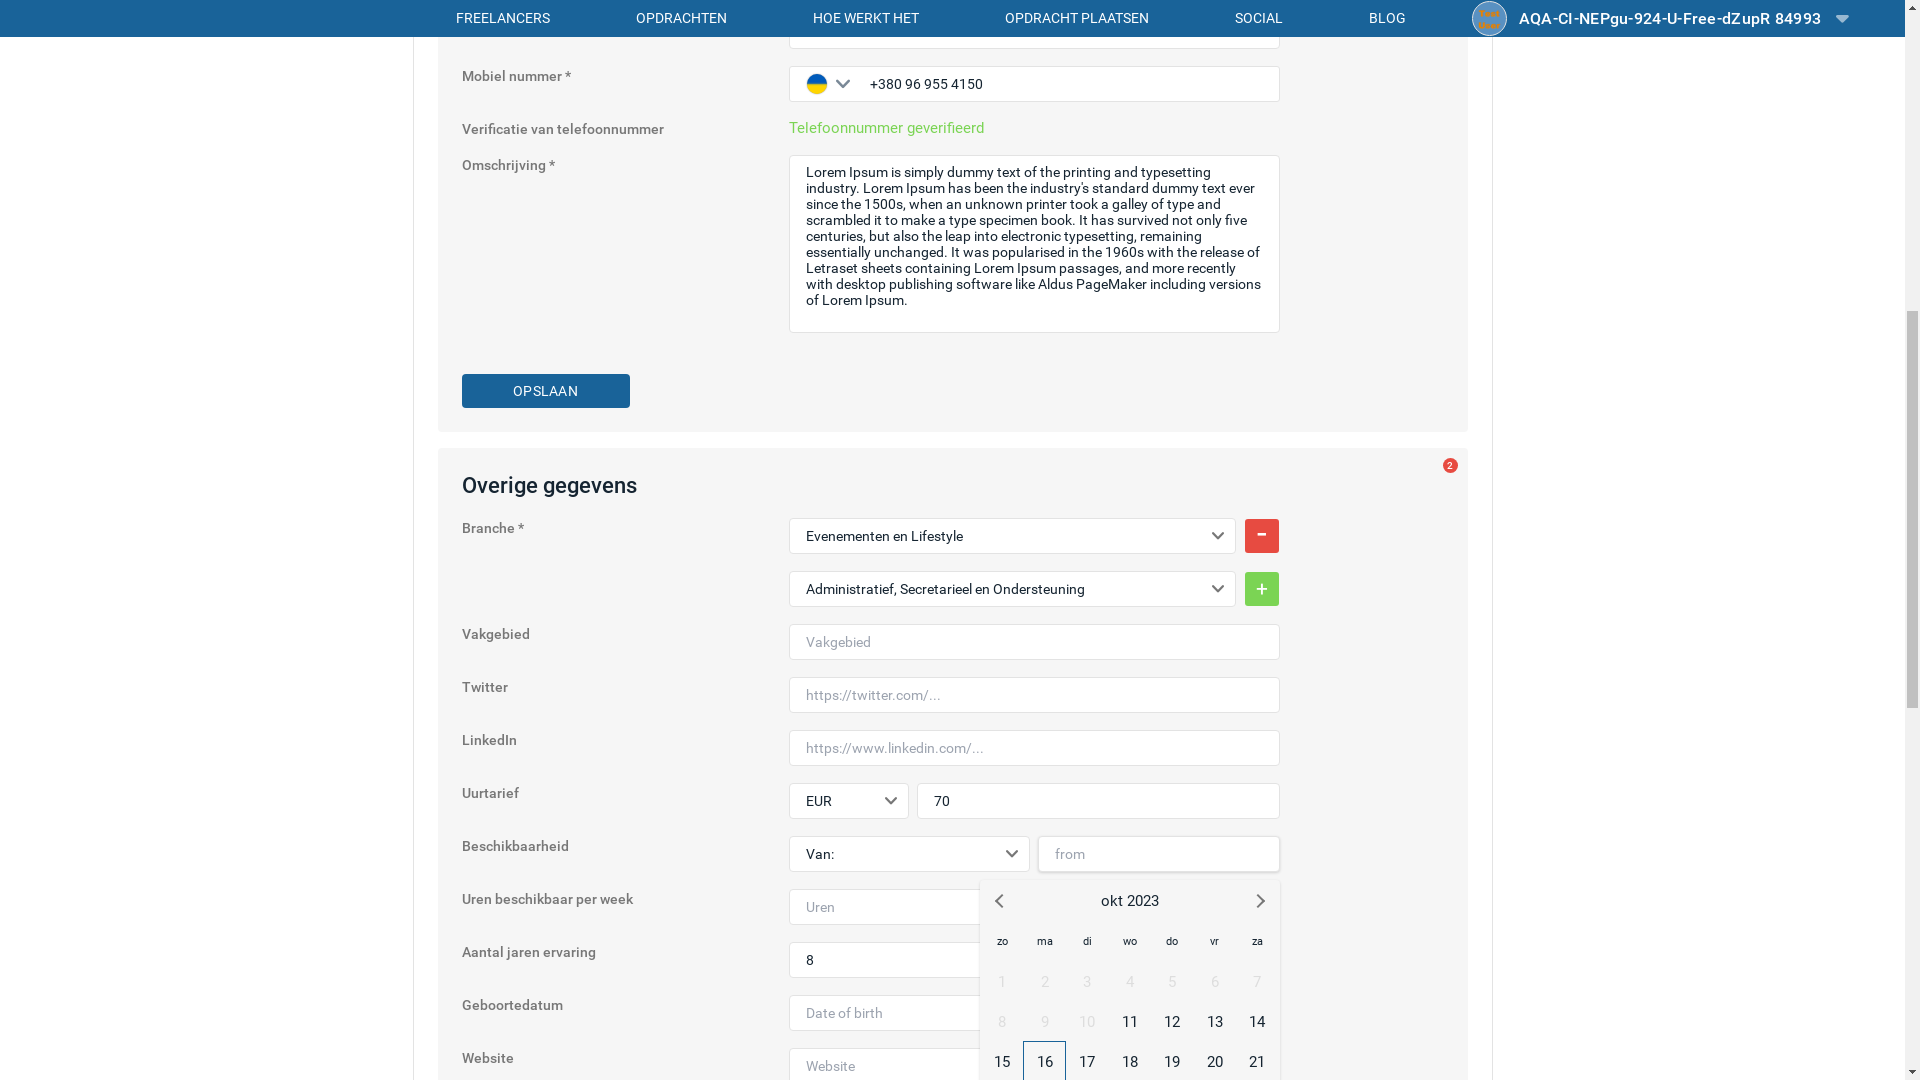 FREELANCERS OPDRACHTEN HOE WERKT HET OPDRACHT PLAATSEN SOCIAL BLOG AQA-CI-NEPgu-924-U-Free-dZupR 84993
Mobiel nummer * +380 96 955 4150
Verificatie van telefoonnummer Telefoonnummer geverifieerd
Omschrijving *
Lorem Ipsum is simply dummy text of the printing and typesetting
industry. Lorem Ipsum has been the industry's standard dummy text ever
since the 1500s, when an unknown printer took a galley of type and
scrambled it to make a type specimen book. It has survived not only five
centuries, but also the leap into electronic typesetting, remaining
essentially unchanged. It was popularised in the 1960s with the release of
Letraset sheets containing Lorem Ipsum passages, and more recently
with desktop publishing software like Aldus PageMaker including versions
of Lorem Ipsum.
OPSLAAN
2
Overige gegevens
Branche * Evenementen en Lifestyle -
Administratief, Secretarieel en Ondersteuning +
Vakgebied Vakgebied
Twitter https://twitter.com/...
LinkedIn https://www.linkedin.com/...
Uurtarief EUR 70
Beschikbaarheid Van: from
Uren beschikbaar per week Uren
Aantal jaren ervaring 8
Geboortedatum Date of birth
Website Website
okt 2023
zo ma di wo do vr za
1 2 3 4 5 6 7
8 9 10 11 12 13 14
15 16 17 18 19 20 21